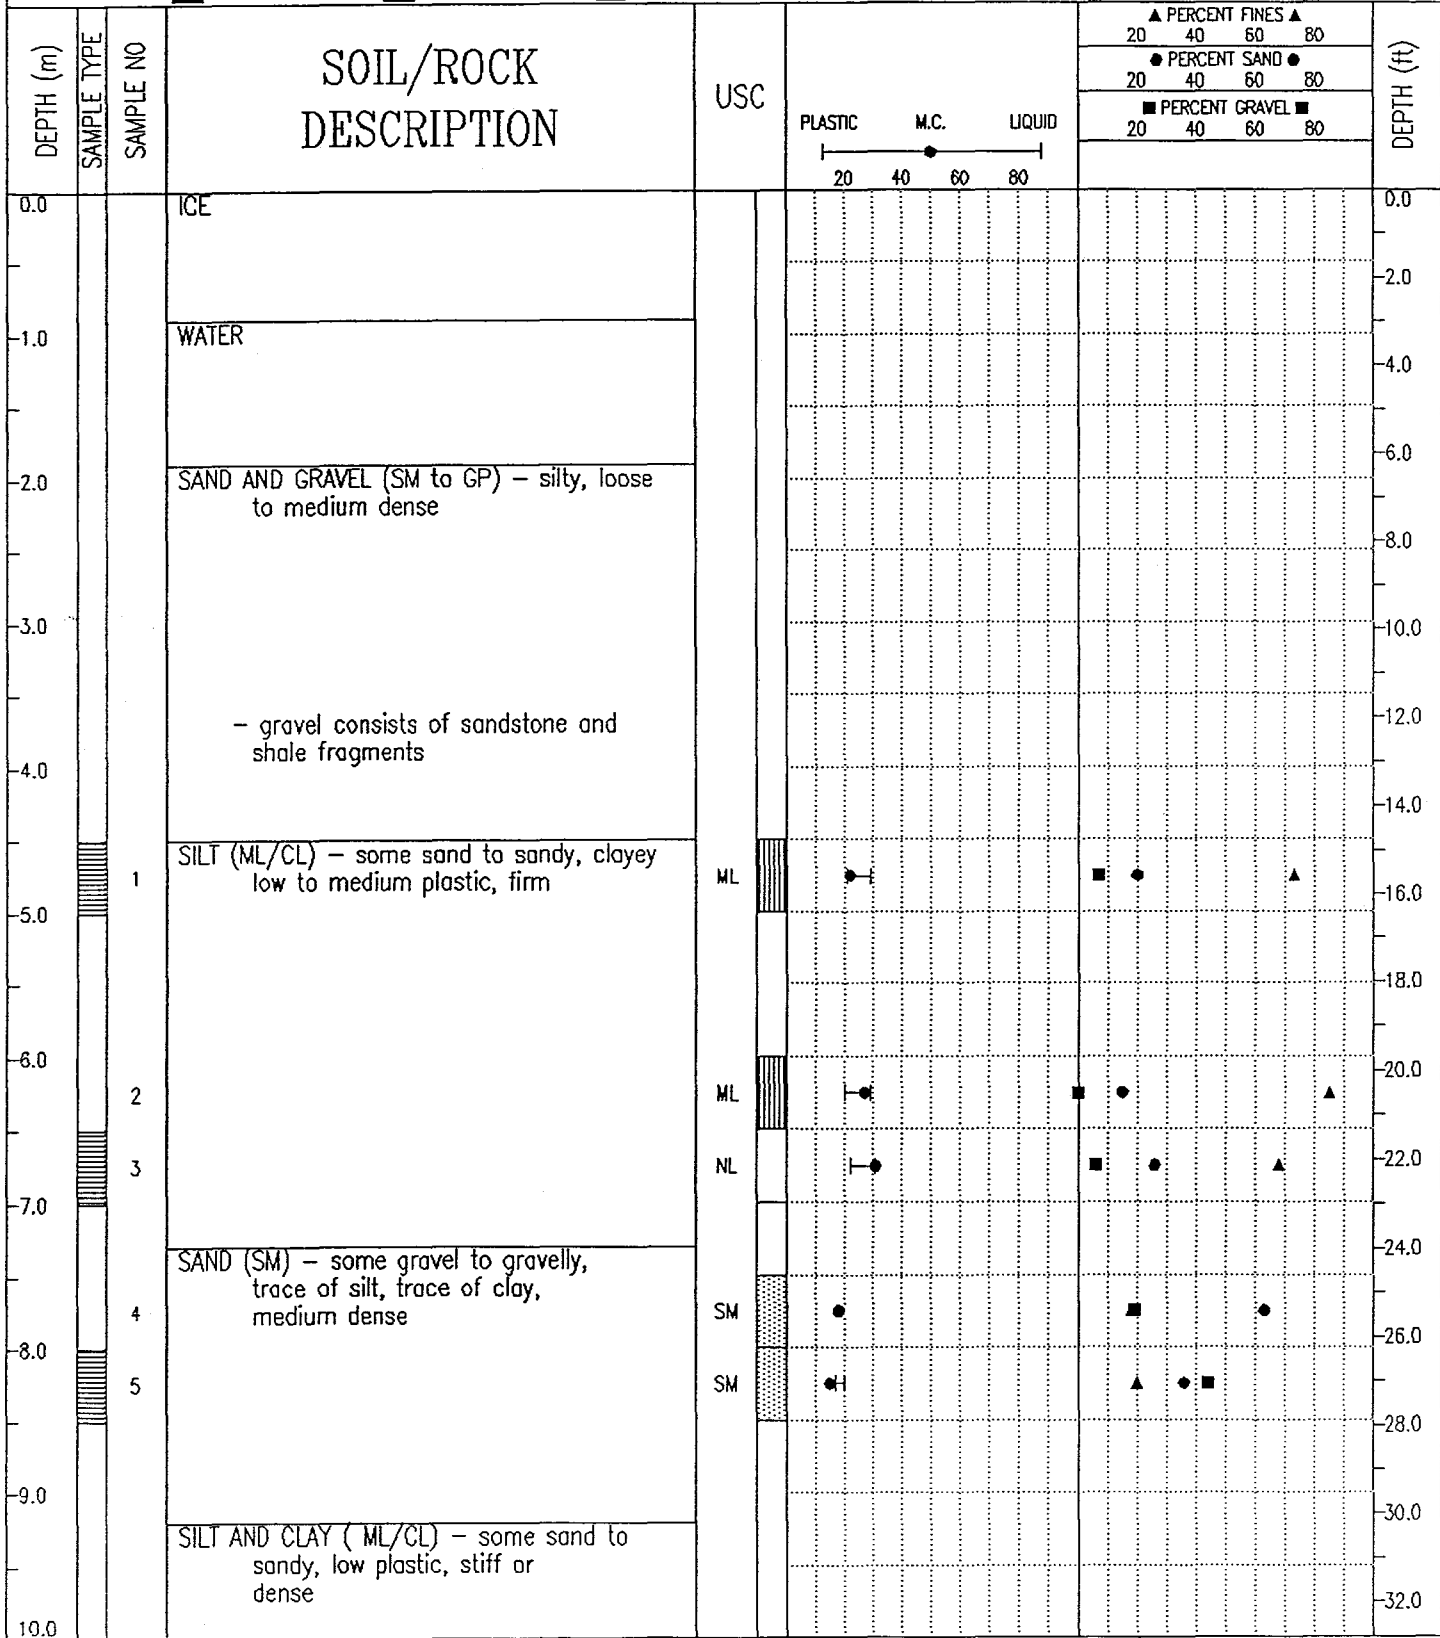 DEPTH (m)
SAMPLE TYPE
SAMPLE NO
SOIL/ROCK
DESCRIPTION
USC
PLASTIC M.C. LIQUID
20 40 60 80
▲ PERCENT FINES ▲
20 40 60 80
● PERCENT SAND ●
20 40 60 80
■ PERCENT GRAVEL ■
20 40 60 80
DEPTH (ft)
0.0
ICE
0.0
2.0
1.0
WATER
4.0
6.0
2.0
SAND AND GRAVEL (SM to GP) – silty, loose
to medium dense
8.0
3.0
10.0
– gravel consists of sandstone and
shale fragments
12.0
4.0
14.0
SILT (ML/CL) – some sand to sandy, clayey
low to medium plastic, firm
1
ML
16.0
5.0
18.0
6.0
20.0
2
ML
3
NL
22.0
7.0
24.0
SAND (SM) – some gravel to gravelly,
trace of silt, trace of clay,
medium dense
4
SM
26.0
8.0
5
SM
28.0
9.0
30.0
SILT AND CLAY ( ML/CL) – some sand to
sandy, low plastic, stiff or
dense
32.0
10.0